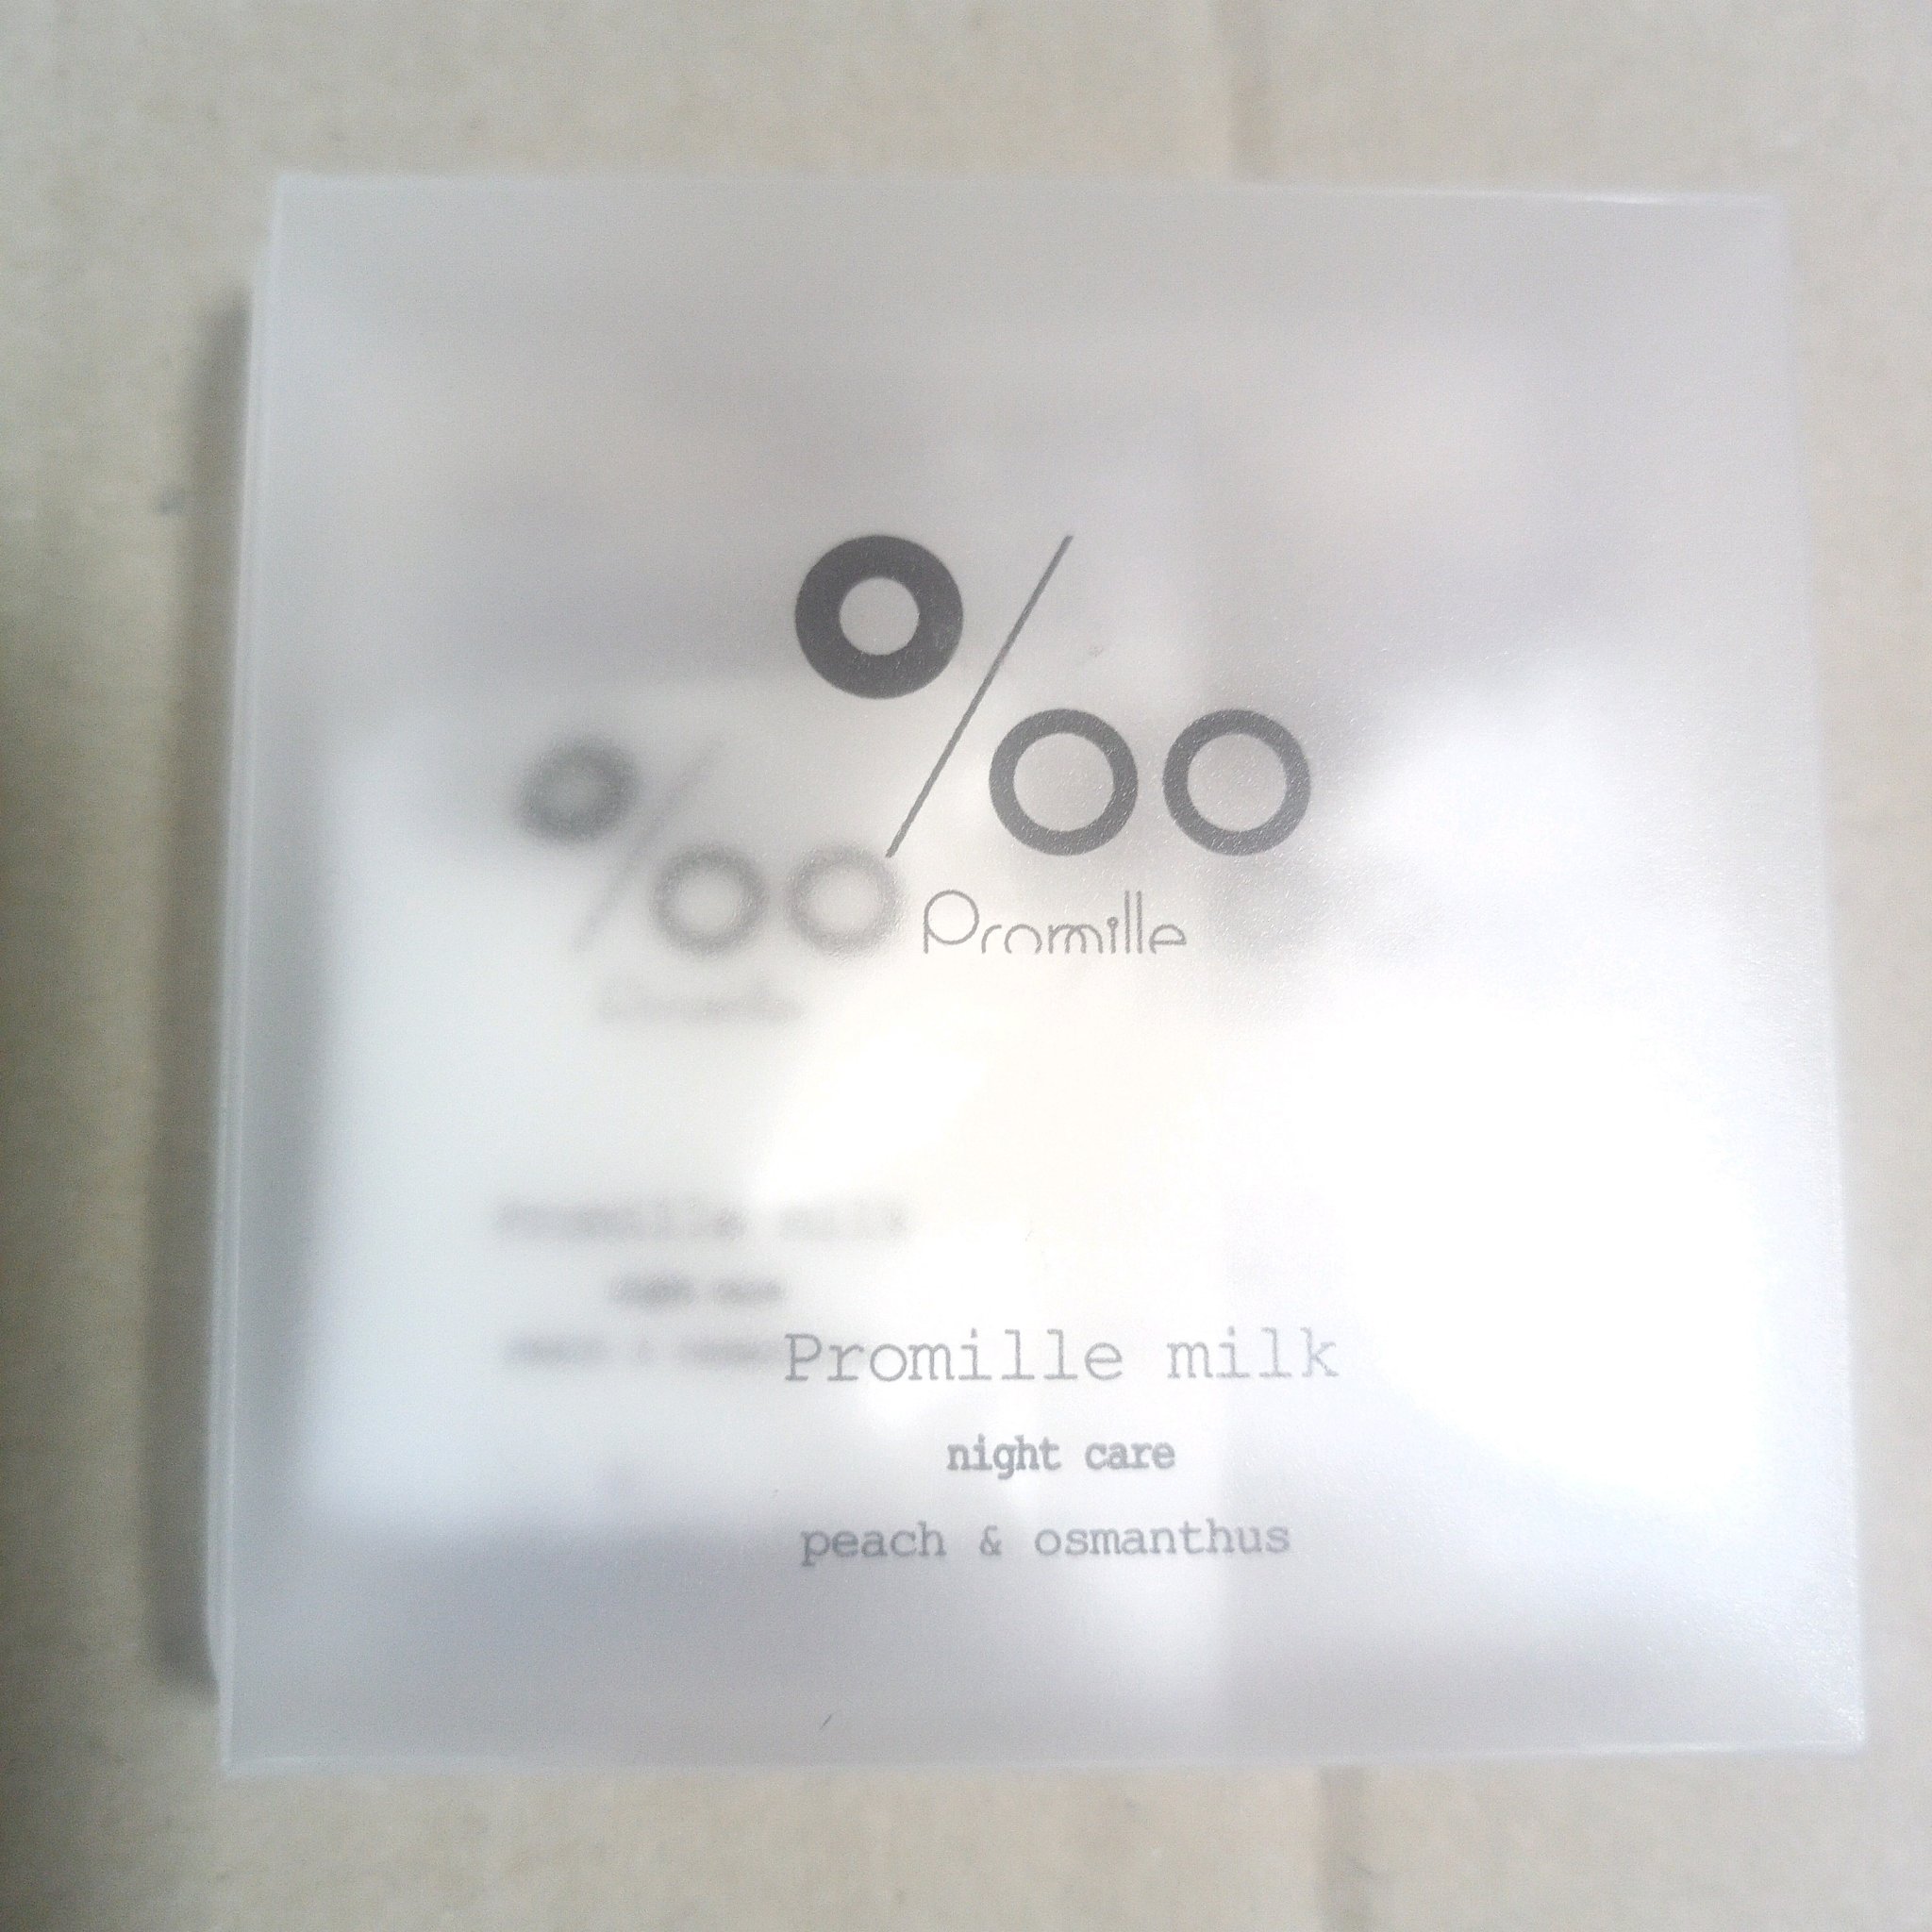 ‰
Promille
Promille milk
night care
peach & osmanthus